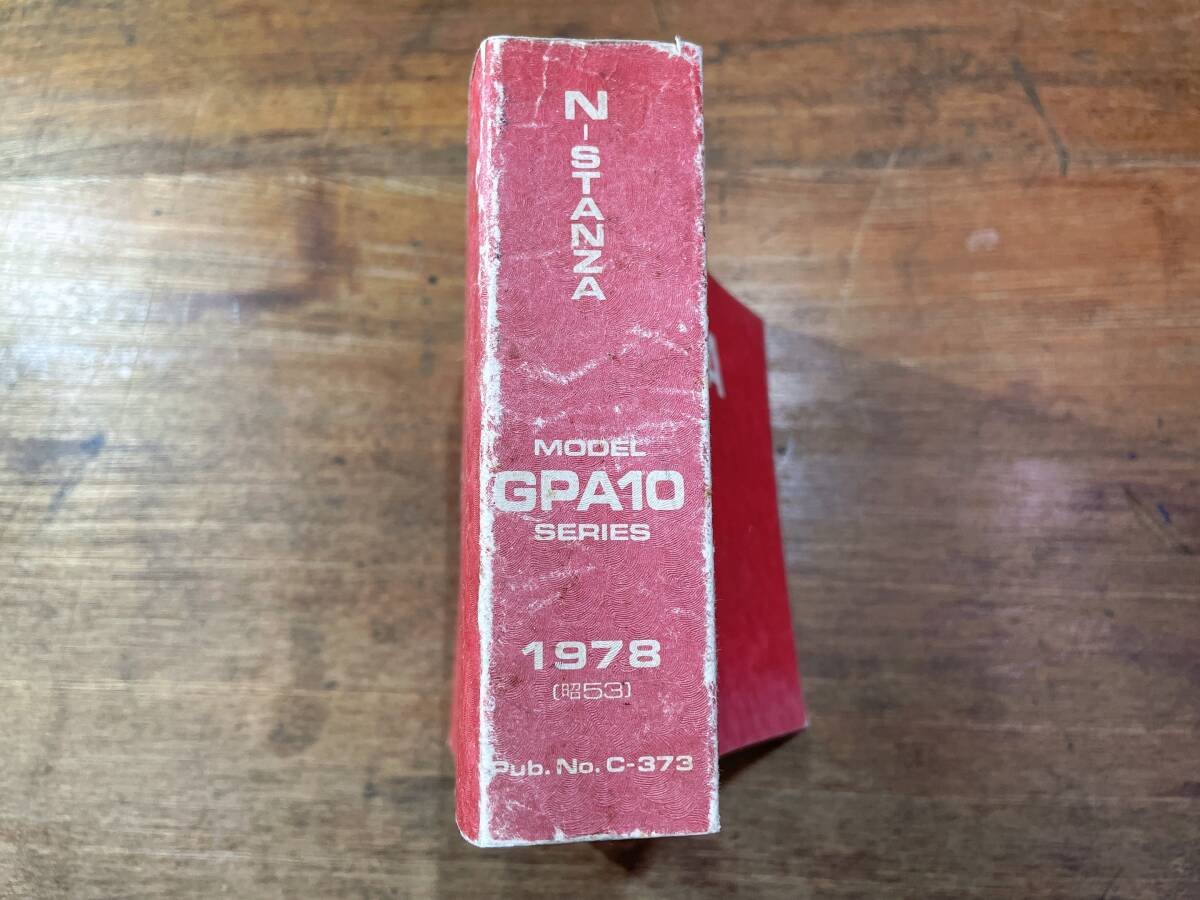 N-STANZA
MODEL
GPA10
SERIES
1978
(昭53)
Pub. No. C-373
A